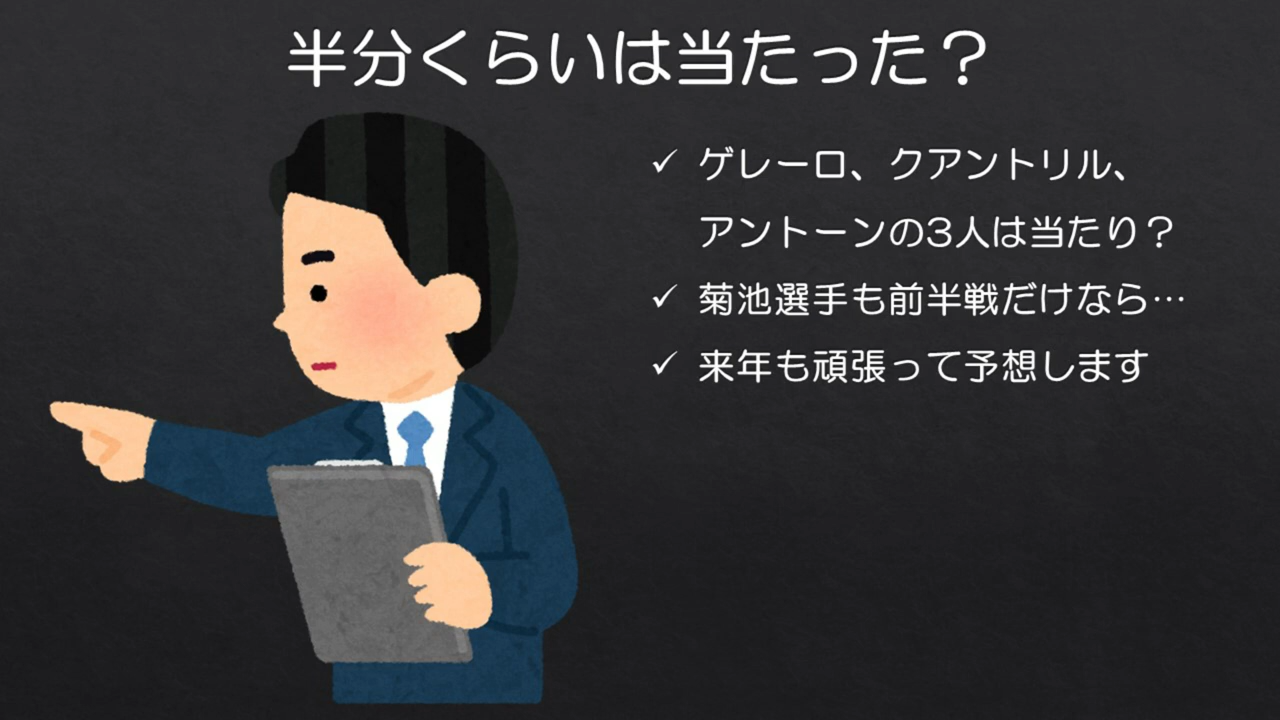 半分くらいは当たった？
✓ ゲレーロ、クアントリル、
アントーンの3人は当たり？
✓ 菊池選手も前半戦だけなら…
✓ 来年も頑張って予想します